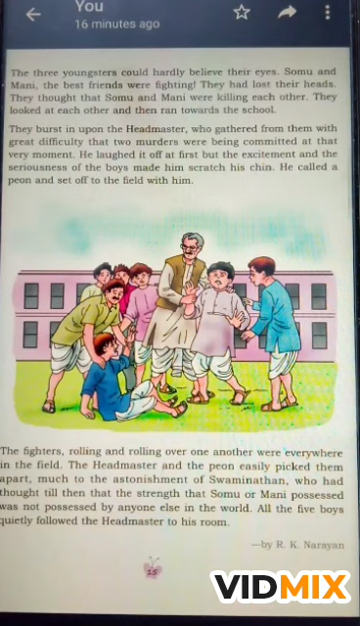 You
16 minutes ago
The three youngsters could hardly believe their eyes. Somu and
Mani, the best friends were fighting! They had lost their heads.
They thought that Somu and Mani were killing each other. They
looked at each other and then ran towards the school.
They burst in upon the Headmaster, who gathered from them with
great difficulty that two murders were being committed at that
very moment. He laughed it off at first but the excitement and the
seriousness of the boys made him scratch his chin. He called a
peon and set off to the field with him.
The fighters, rolling and rolling over one another were everywhere
in the field. The Headmaster and the peon easily picked them
apart, much to the astonishment of Swaminathan, who had
thought till then that the strength that Somu or Mani possessed
was not possessed by anyone else in the world. All the five boys
quietly followed the Headmaster to his room.
—by R. K. Narayan
15
VIDMIX